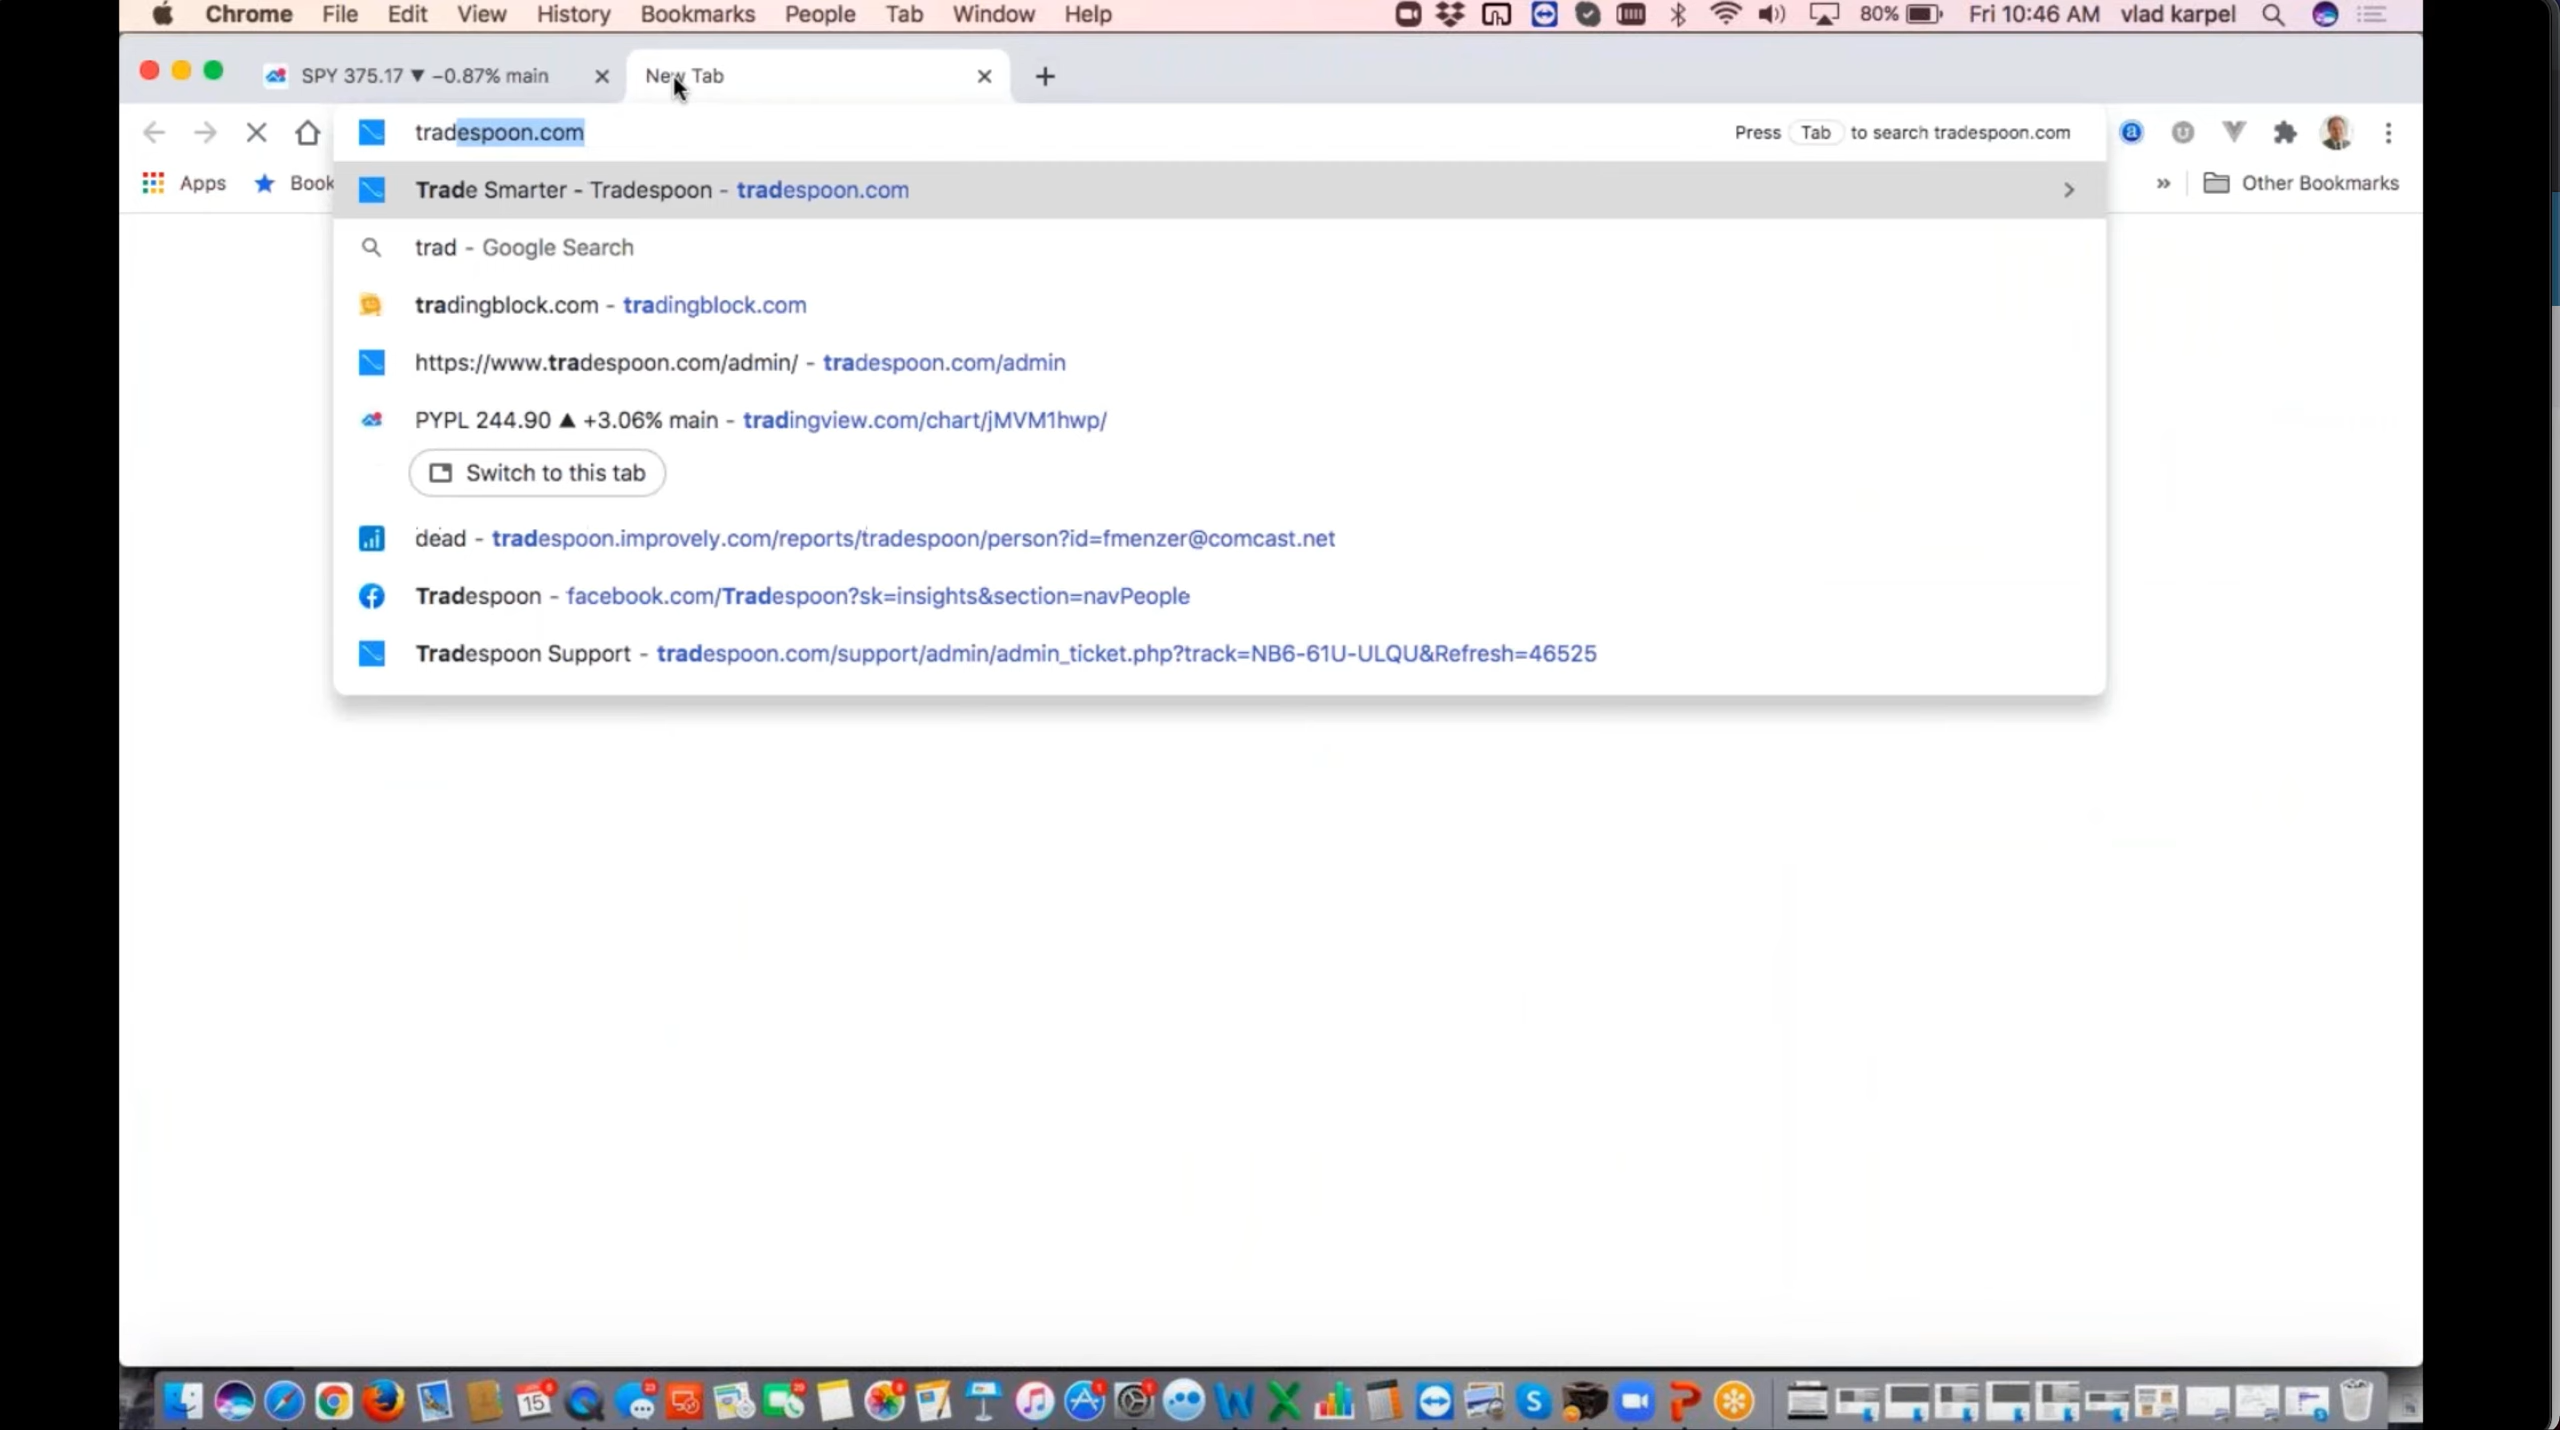 Chrome File Edit View History Bookmarks People Tab Window Help 80% Fri 10:46 AM vlad karpel
SPY 375.17 ▼ −0.87% main New Tab
tradespoon.com Press Tab to search tradespoon.com
Apps Book » Other Bookmarks
Trade Smarter - Tradespoon - tradespoon.com
trad - Google Search
tradingblock.com - tradingblock.com
https://www.tradespoon.com/admin/ - tradespoon.com/admin
PYPL 244.90 ▲ +3.06% main - tradingview.com/chart/jMVM1hwp/
Switch to this tab
dead - tradespoon.improvely.com/reports/tradespoon/person?id=fmenzer@comcast.net
Tradespoon - facebook.com/Tradespoon?sk=insights&section=navPeople
Tradespoon Support - tradespoon.com/support/admin/admin_ticket.php?track=NB6-61U-ULQU&Refresh=46525
15